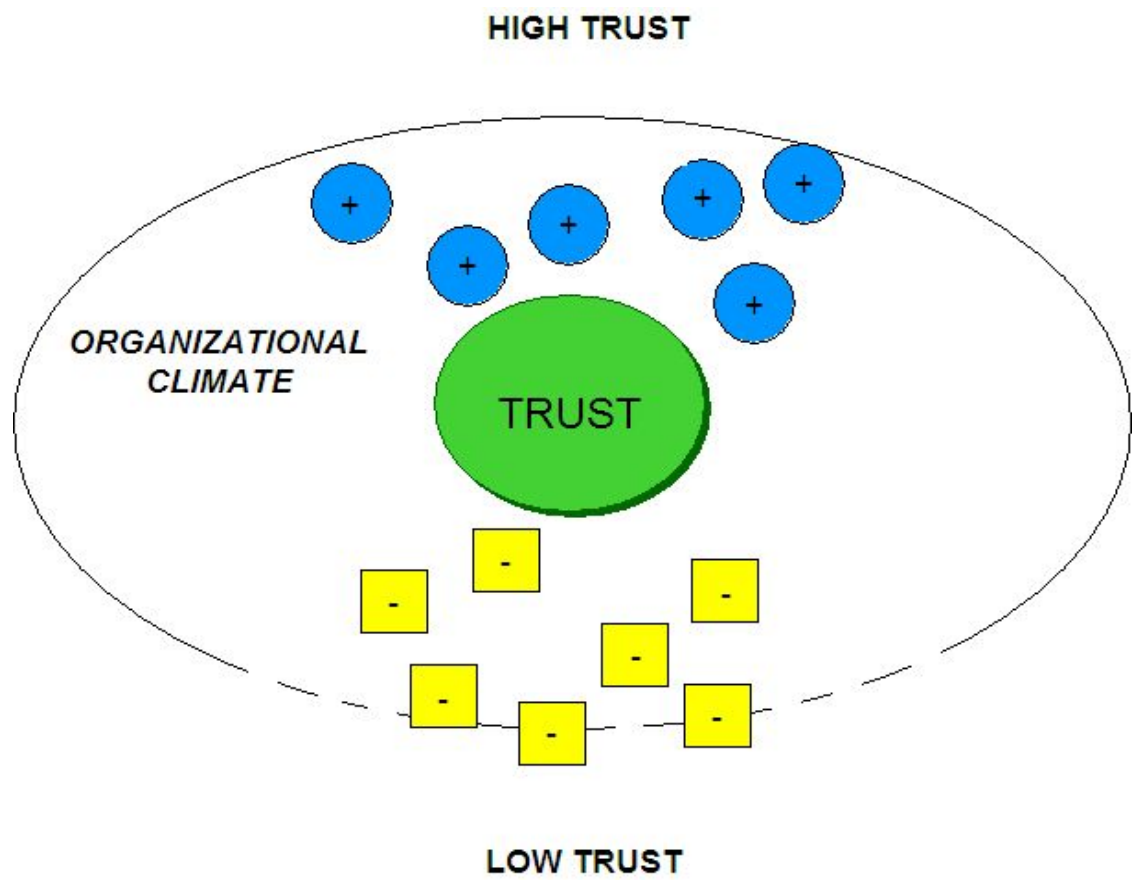 HIGH TRUST
+
+
+
+
+
+
ORGANIZATIONAL
CLIMATE
TRUST
-
-
-
-
-
-
-
LOW TRUST